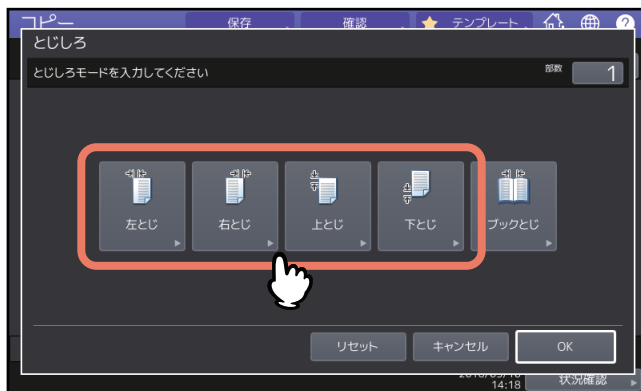 コピー 保存 確認 テンプレート ?
とじしろ
とじしろモードを入力してください 部数 1
左とじ 右とじ 上とじ 下とじ ブックとじ
リセット キャンセル OK
14:18 状況確認